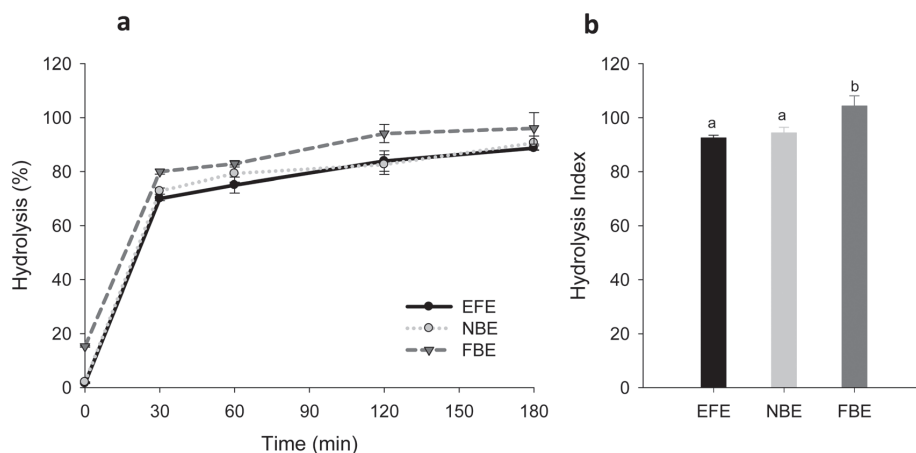 a
Hydrolysis (%)
120
100
80
60
40
20
0
0 30 60 90 120 150 180
Time (min)
EFE
NBE
FBE
b
Hydrolysis Index
120
100
80
60
40
20
0
a a b
EFE NBE FBE